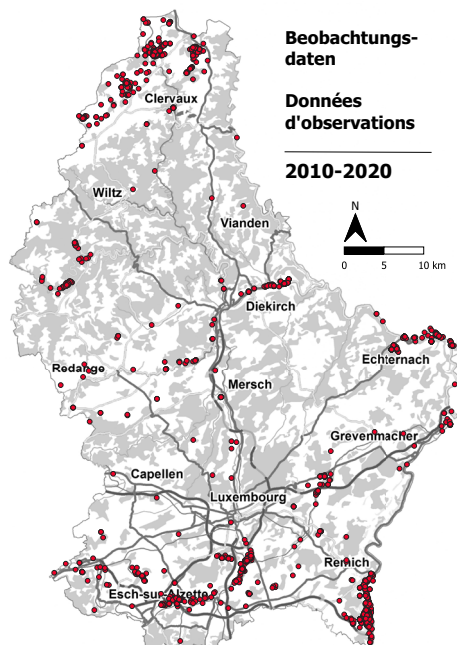 Beobachtungs-
daten
Données
d'observations
2010-2020
N
0 5 10 km
Clervaux
Wiltz
Vianden
Diekirch
Echternach
Redange
Mersch
Grevenmacher
Capellen
Luxembourg
Remich
Esch-sur-Alzette